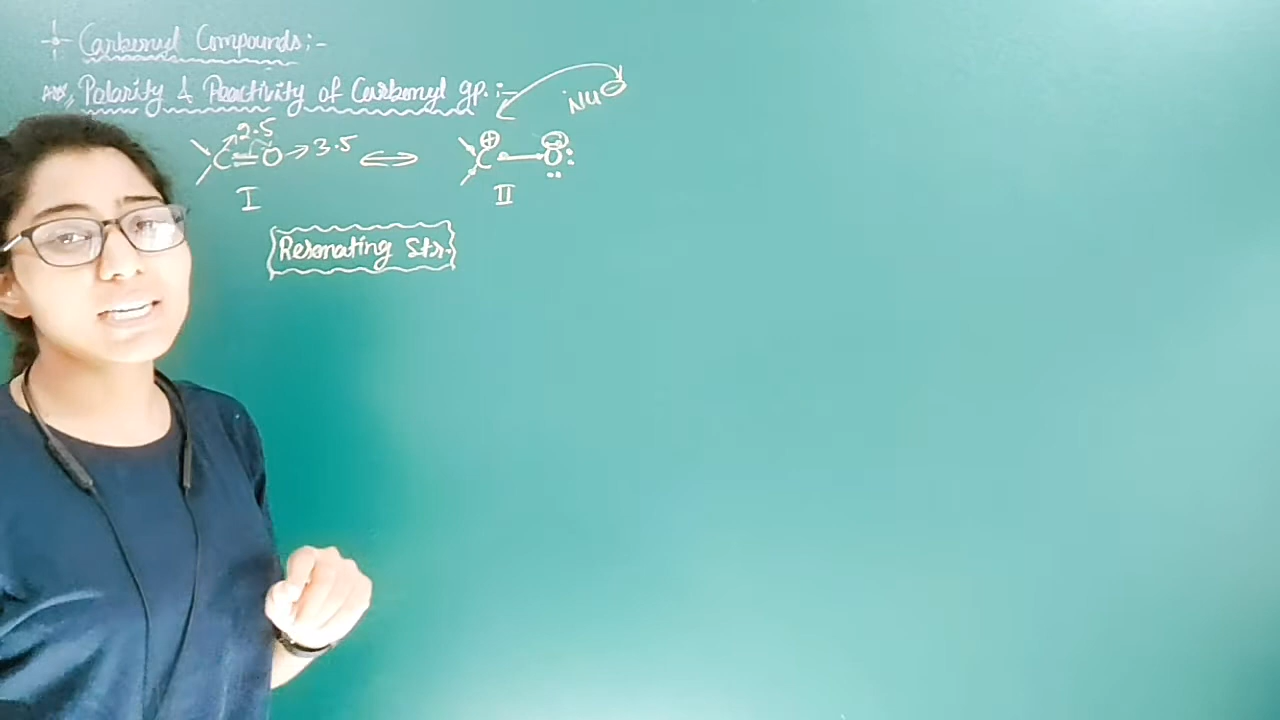 Carbonyl Compounds:-
Polarity & Reactivity of Carbonyl gp.:-
Nu
2.5
C=O → 3.5 ⟷ C⊕ → O⊖
I
II
Resonating Str.